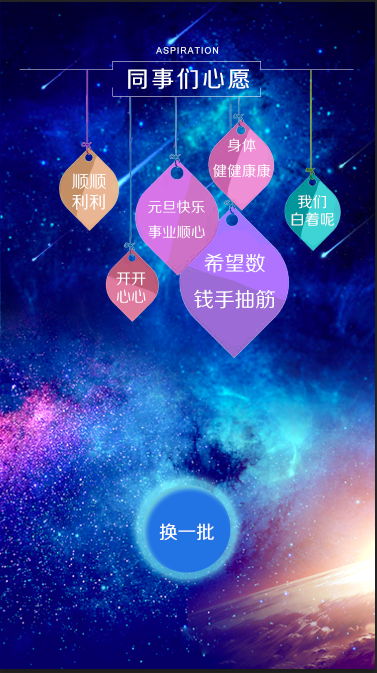 ASPIRATION
同事们心愿
身体
健健康康
顺顺
利利
元旦快乐
事业顺心
我们
白着呢
希望数
钱手抽筋
开开
心心
换一批